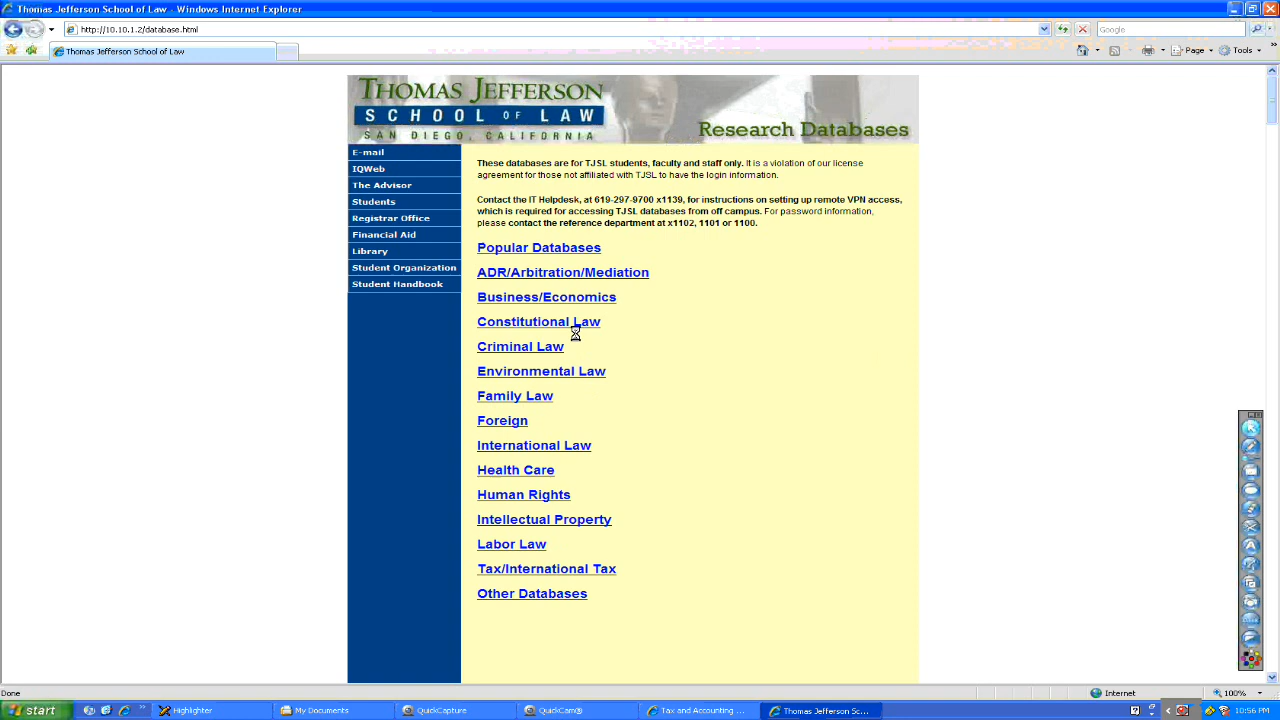 Thomas Jefferson School of Law - Windows Internet Explorer
http://10.10.1.2/database.html
Google
Thomas Jefferson School of Law
Page
Tools
THOMAS JEFFERSON
SCHOOL OF LAW
SAN DIEGO, CALIFORNIA
Research Databases
E-mail
IQWeb
The Advisor
Students
Registrar Office
Financial Aid
Library
Student Organization
Student Handbook
These databases are for TJSL students, faculty and staff only. It is a violation of our license
agreement for those not affiliated with TJSL to have the login information.
Contact the IT Helpdesk, at 619-297-9700 x1139, for instructions on setting up remote VPN access,
which is required for accessing TJSL databases from off campus. For password information,
please contact the reference department at x1102, 1101 or 1100.
Popular Databases
ADR/Arbitration/Mediation
Business/Economics
Constitutional Law
Criminal Law
Environmental Law
Family Law
Foreign
International Law
Health Care
Human Rights
Intellectual Property
Labor Law
Tax/International Tax
Other Databases
Done
Internet
100%
start
Highlighter
My Documents
QuickCapture
QuickCam®
Tax and Accounting ...
Thomas Jefferson Sc...
10:56 PM